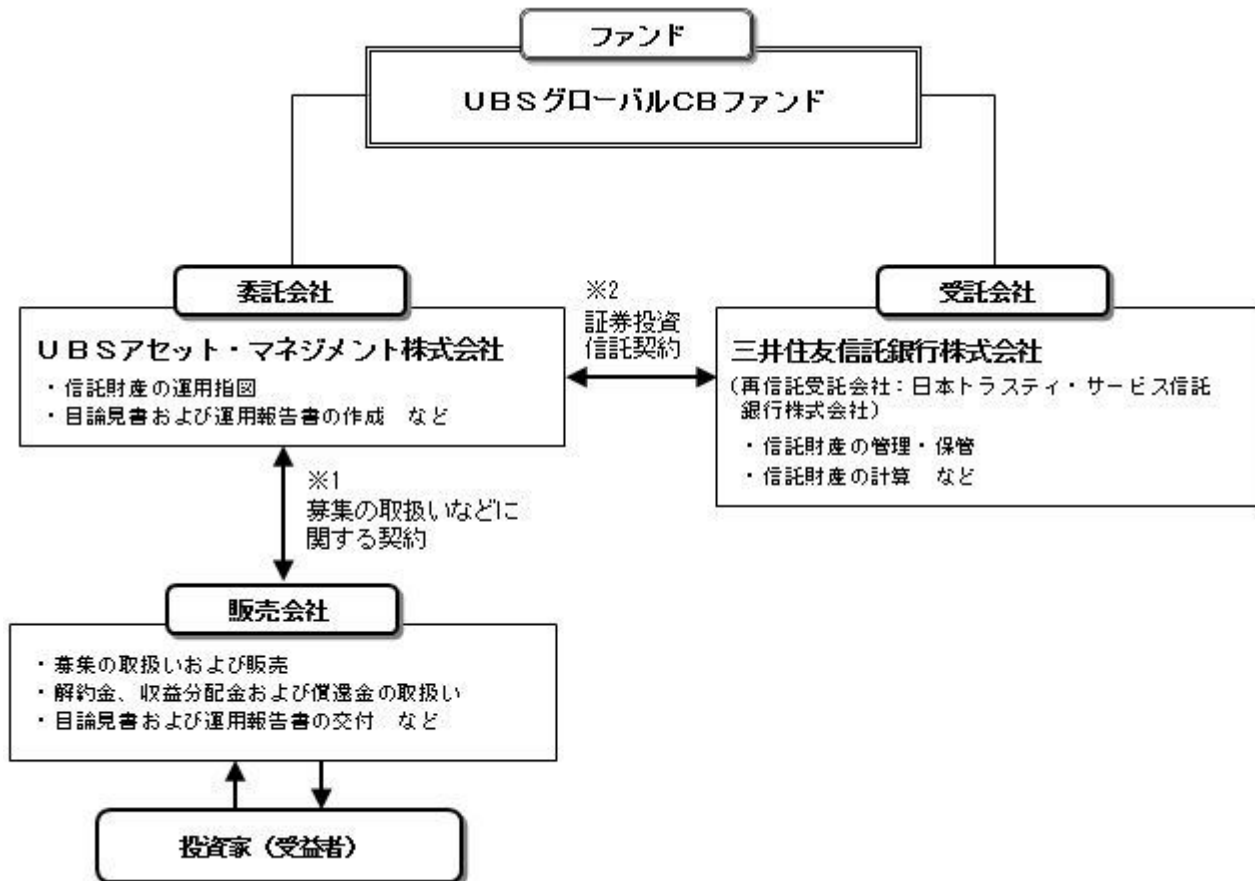 ファンド
UBSグローバルCBファンド
委託会社
UBSアセット・マネジメント株式会社
・信託財産の運用指図
・目論見書および運用報告書の作成 など
※2
証券投資
信託契約
受託会社
三井住友信託銀行株式会社
(再信託受託会社:日本トラスティ・サービス信託
銀行株式会社)
・信託財産の管理・保管
・信託財産の計算 など
※1
募集の取扱いなどに
関する契約
販売会社
・募集の取扱いおよび販売
・解約金、収益分配金および償還金の取扱い
・目論見書および運用報告書の交付 など
投資家(受益者)